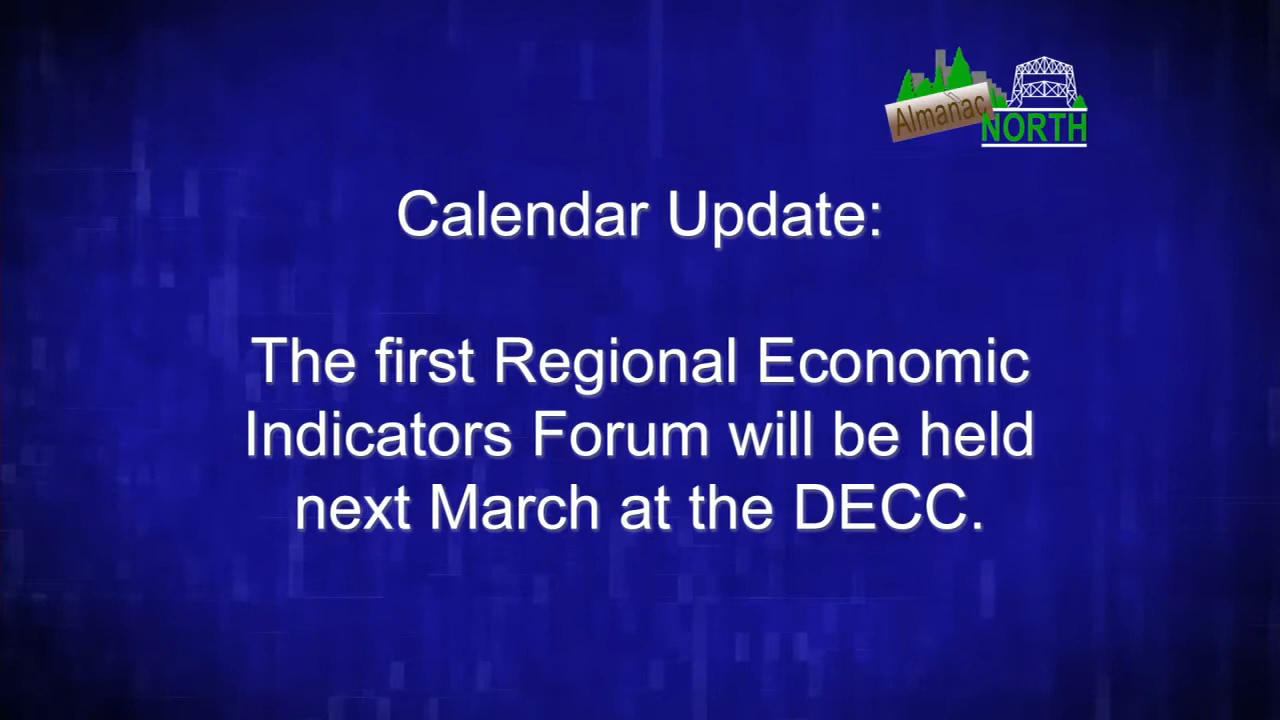 Almanac
NORTH
Calendar Update:
The first Regional Economic
Indicators Forum will be held
next March at the DECC.